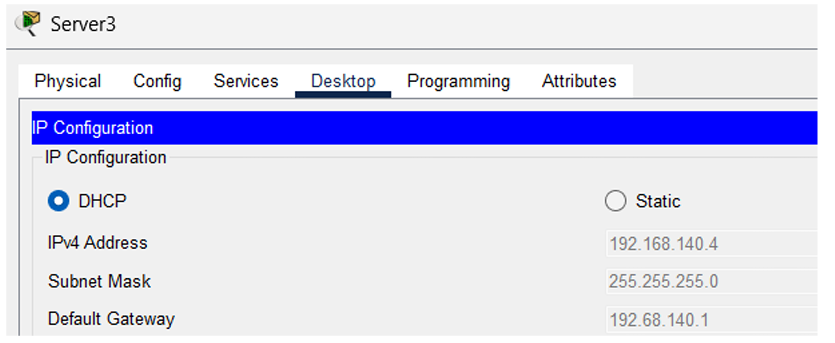 Server3
Physical Config Services Desktop Programming Attributes
IP Configuration
IP Configuration
DHCP Static
IPv4 Address 192.168.140.4
Subnet Mask 255.255.255.0
Default Gateway 192.68.140.1